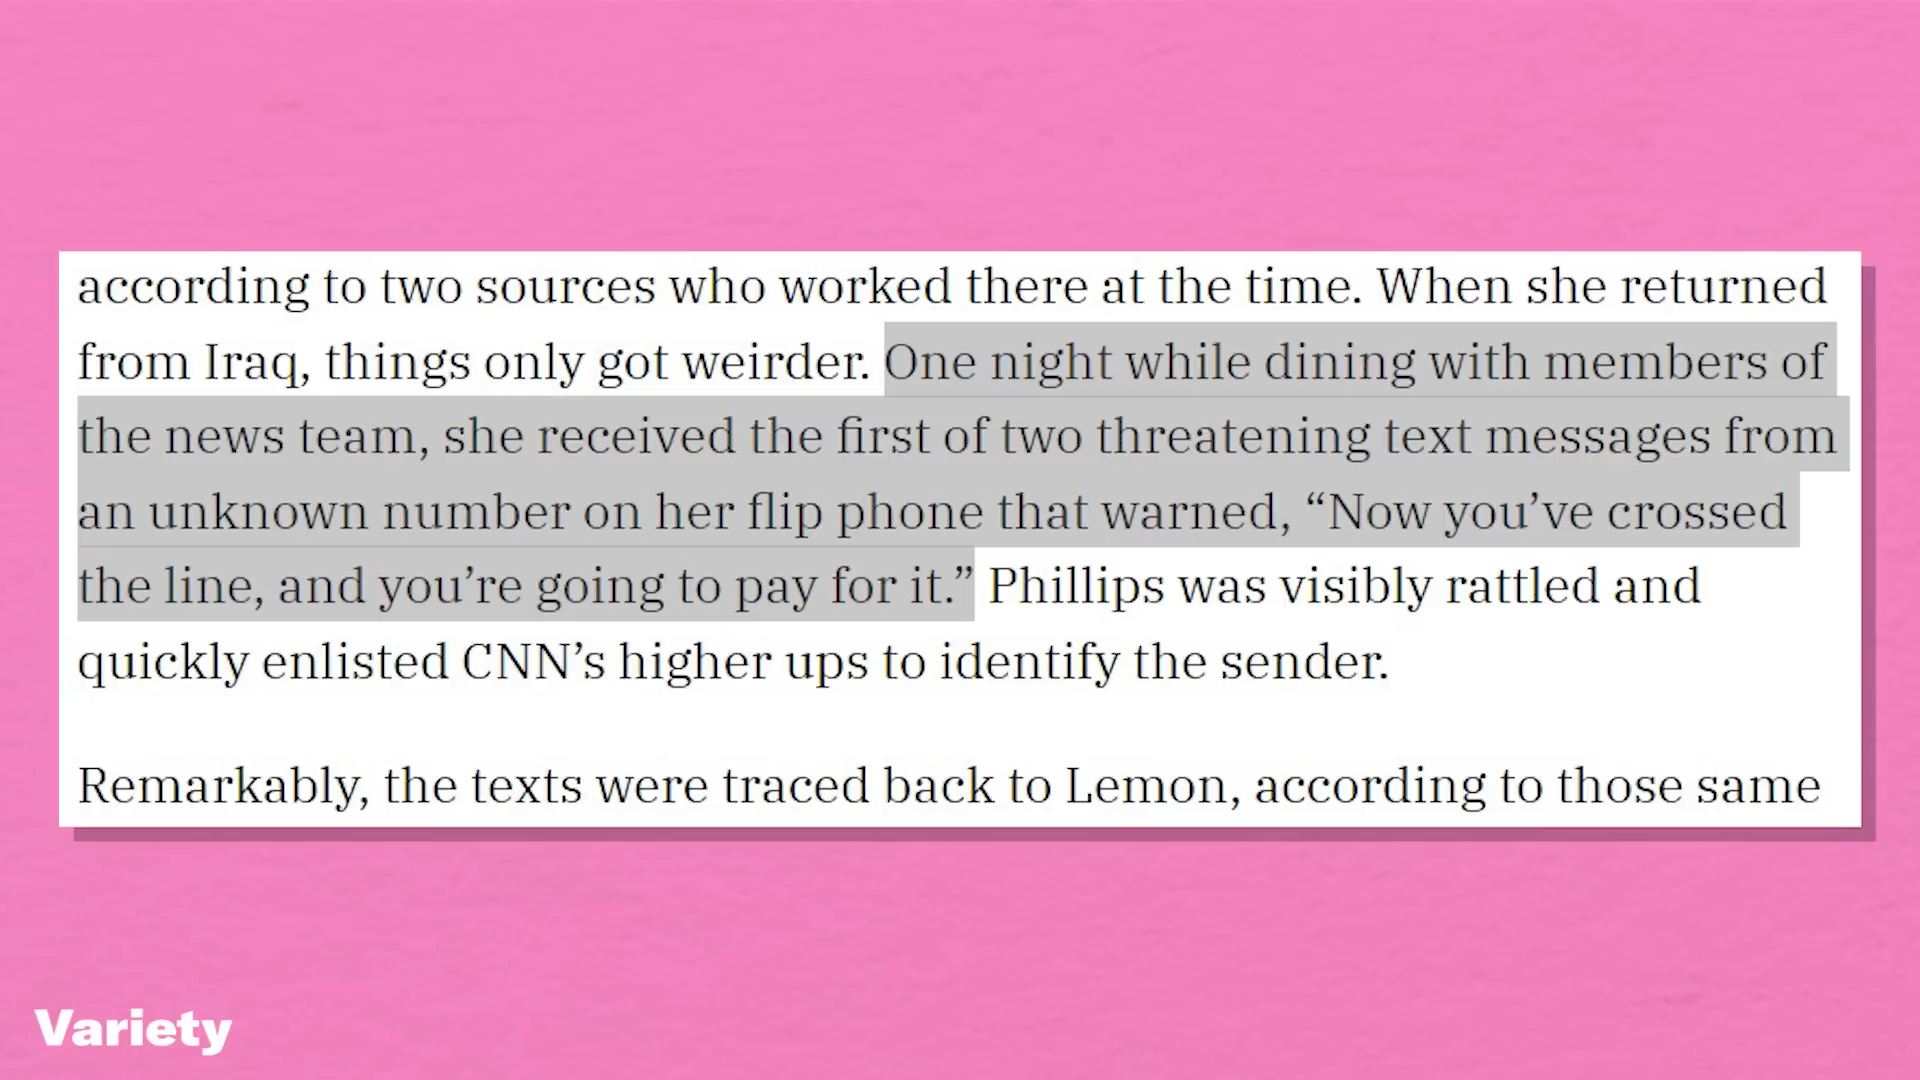 according to two sources who worked there at the time. When she returned
from Iraq, things only got weirder. One night while dining with members of
the news team, she received the first of two threatening text messages from
an unknown number on her flip phone that warned, “Now you’ve crossed
the line, and you’re going to pay for it.” Phillips was visibly rattled and
quickly enlisted CNN’s higher ups to identify the sender.
Remarkably, the texts were traced back to Lemon, according to those same
Variety